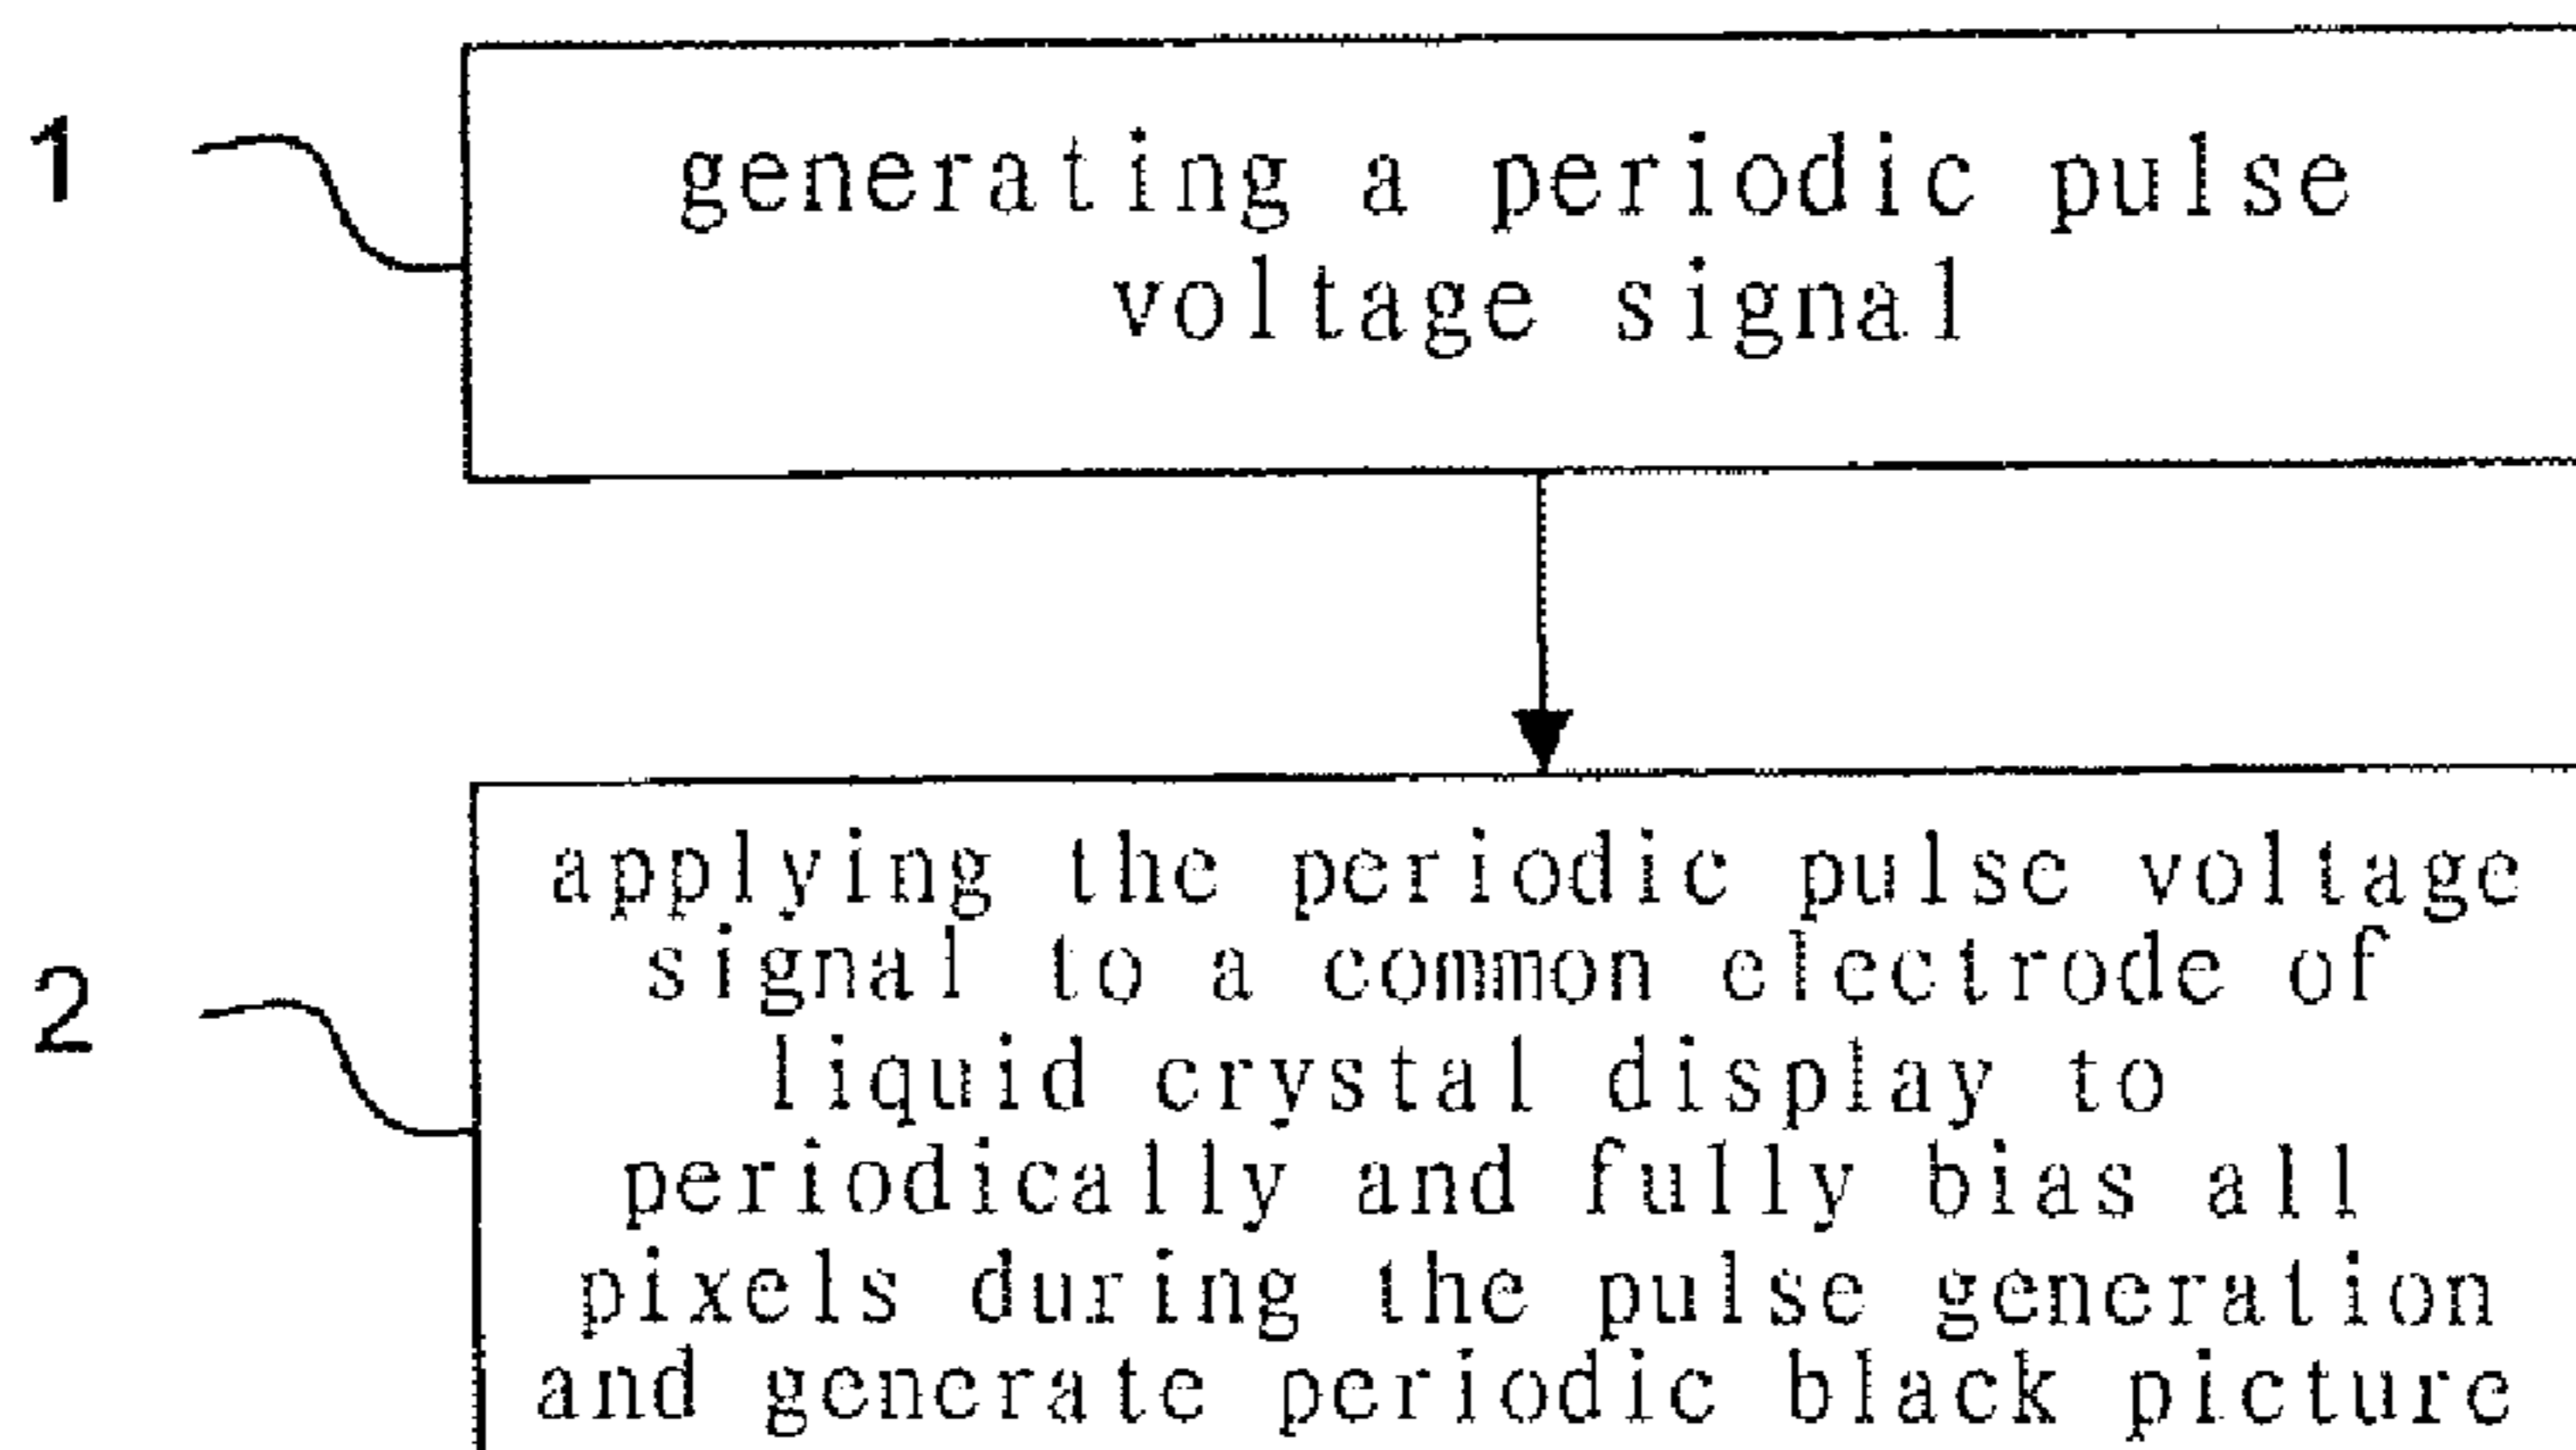 1
generating a periodic pulse
voltage signal
2
applying the periodic pulse voltage
signal to a common electrode of
liquid crystal display to
periodically and fully bias all
pixels during the pulse generation
and generate periodic black picture